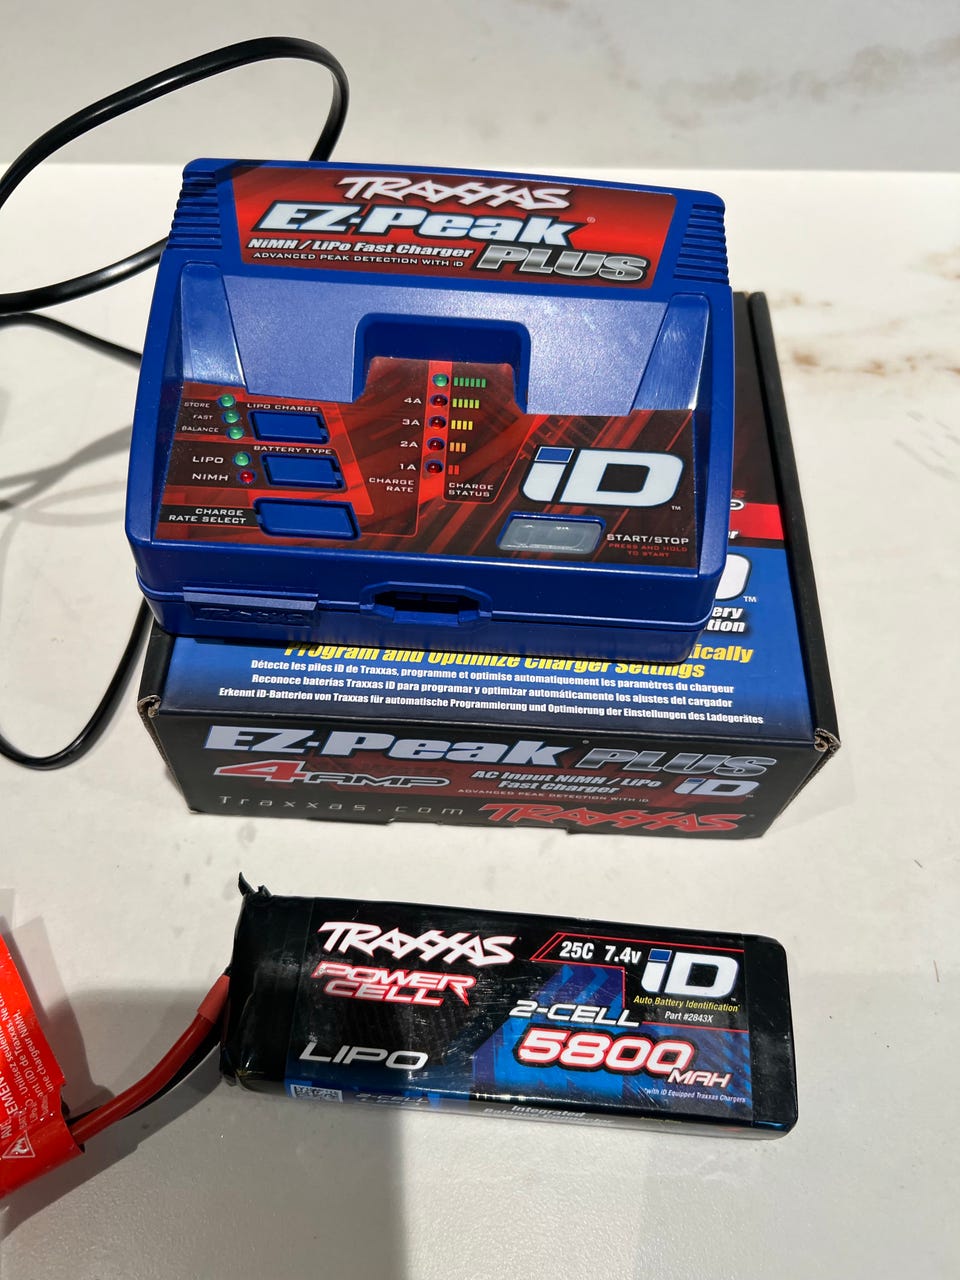 TRAXXAS
EZ-Peak®
NiMH / LiPo Fast Charger
PLUS
ADVANCED PEAK DETECTION WITH iD
STORE
LIPO CHARGE
FAST
BALANCE
BATTERY TYPE
LIPO
NIMH
CHARGE
RATE SELECT
4A
3A
2A
1A
CHARGE
RATE
CHARGE
STATUS
iD™
START/STOP
PRESS AND HOLD
TO START
TM
Program and Optimize Charger Settings
Détecte les piles iD de Traxxas, programme et optimise automatiquement les paramètres du chargeur
Reconoce baterías Traxxas iD para programar y optimizar automáticamente los ajustes del cargador
Erkennt iD-Batterien von Traxxas für automatische Programmierung und Optimierung der Einstellungen des Ladegerätes
EZ-Peak PLUS
4-AMP
AC Input NiMH / LiPo
Fast Charger
iD
ADVANCED PEAK DETECTION WITH iD
Traxxas.com
TRAXXAS
TRAXXAS
POWER
CELL
25C 7.4v
iD™
Auto Battery Identification*
Part #2843X
2-CELL
5800 MAH
LIPO
*with iD Equipped Traxxas Chargers
2-CELL
Integrated